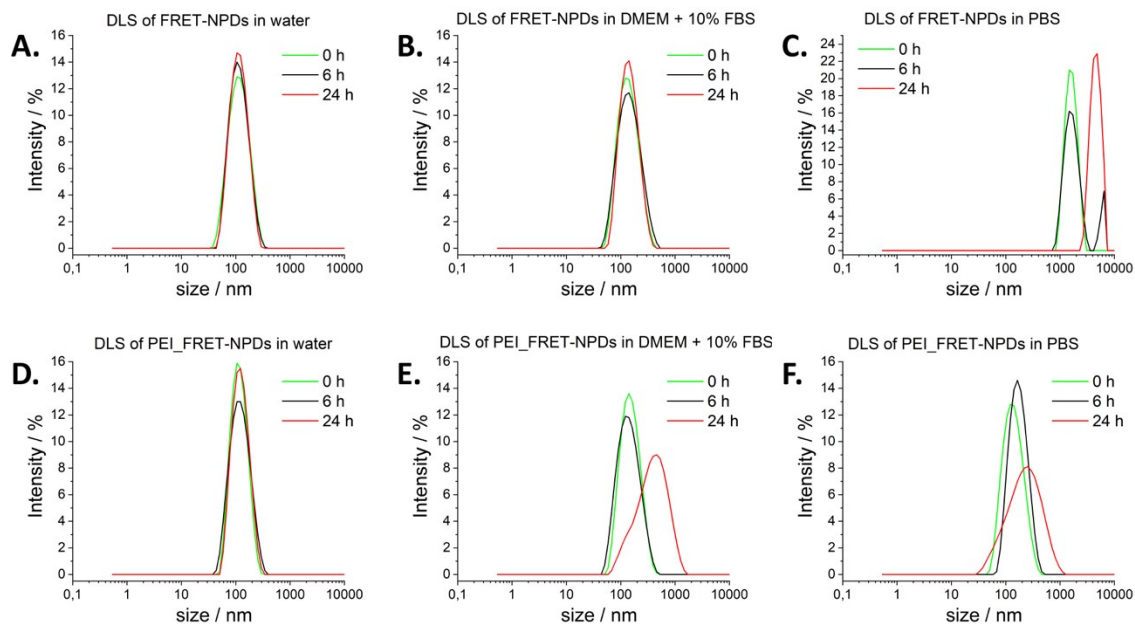 A.
DLS of FRET-NPDs in water
Intensity / %
16
14
12
10
8
6
4
2
0
0 h
6 h
24 h
0,1 1 10 100 1000 10000
size / nm
B.
DLS of FRET-NPDs in DMEM + 10% FBS
Intensity / %
16
14
12
10
8
6
4
2
0
0 h
6 h
24 h
0,1 1 10 100 1000 10000
size / nm
C.
DLS of FRET-NPDs in PBS
Intensity / %
24
22
20
18
16
14
12
10
8
6
4
2
0
0 h
6 h
24 h
0,1 1 10 100 1000 10000
size / nm
D.
DLS of PEI_FRET-NPDs in water
Intensity / %
16
14
12
10
8
6
4
2
0
0 h
6 h
24 h
0,1 1 10 100 1000 10000
size / nm
E.
DLS of PEI_FRET-NPDs in DMEM + 10% FBS
Intensity / %
16
14
12
10
8
6
4
2
0
0 h
6 h
24 h
0,1 1 10 100 1000 10000
size / nm
F.
DLS of PEI_FRET-NPDs in PBS
Intensity / %
16
14
12
10
8
6
4
2
0
0 h
6 h
24 h
0,1 1 10 100 1000 10000
size / nm